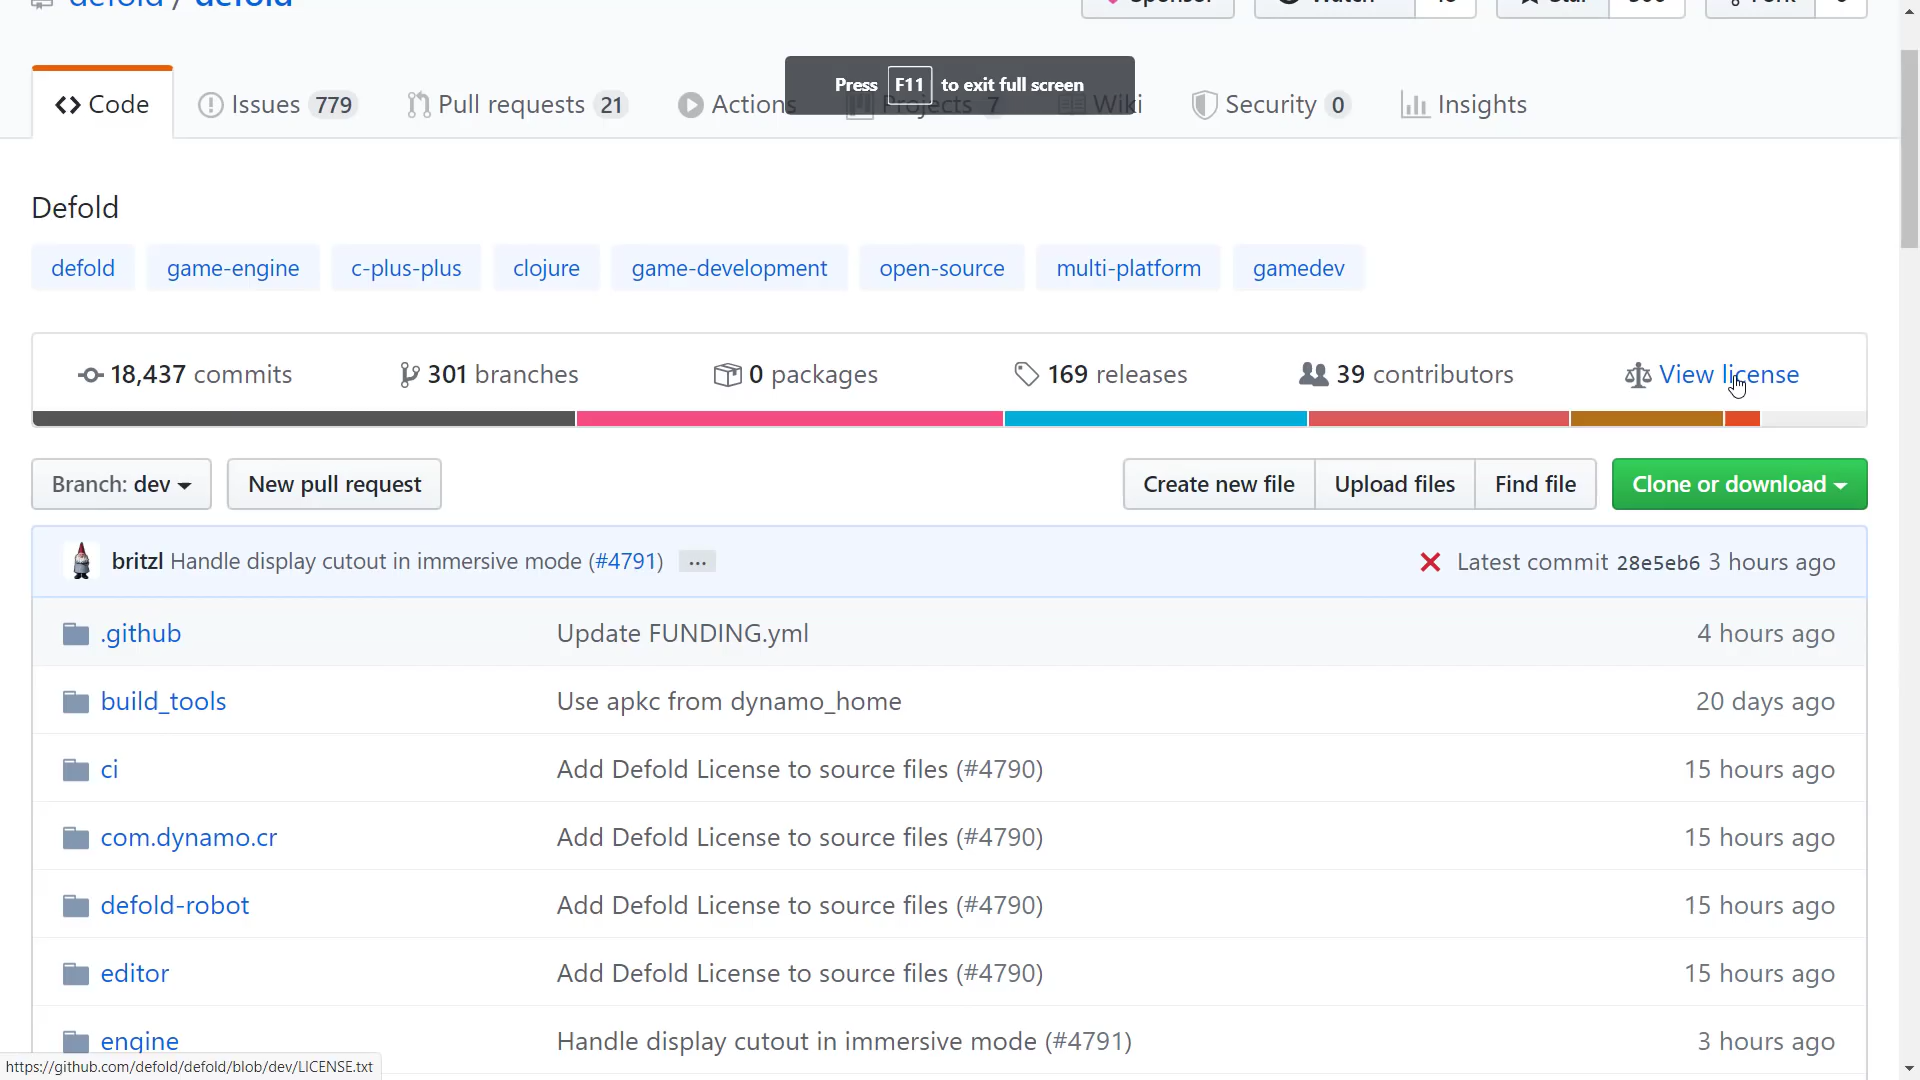 defold / defold
Sponsor Watch Star Fork
Press F11 to exit full screen
Code Issues 779 Pull requests 21 Actions Projects 7 Wiki Security 0 Insights
Defold
defold game-engine c-plus-plus clojure game-development open-source multi-platform gamedev
18,437 commits 301 branches 0 packages 169 releases 39 contributors View license
Branch: dev New pull request Create new file Upload files Find file Clone or download
britzl Handle display cutout in immersive mode (#4791) ... Latest commit 28e5eb6 3 hours ago
.github Update FUNDING.yml 4 hours ago
build_tools Use apkc from dynamo_home 20 days ago
ci Add Defold License to source files (#4790) 15 hours ago
com.dynamo.cr Add Defold License to source files (#4790) 15 hours ago
defold-robot Add Defold License to source files (#4790) 15 hours ago
editor Add Defold License to source files (#4790) 15 hours ago
engine Handle display cutout in immersive mode (#4791) 3 hours ago
https://github.com/defold/defold/blob/dev/LICENSE.txt